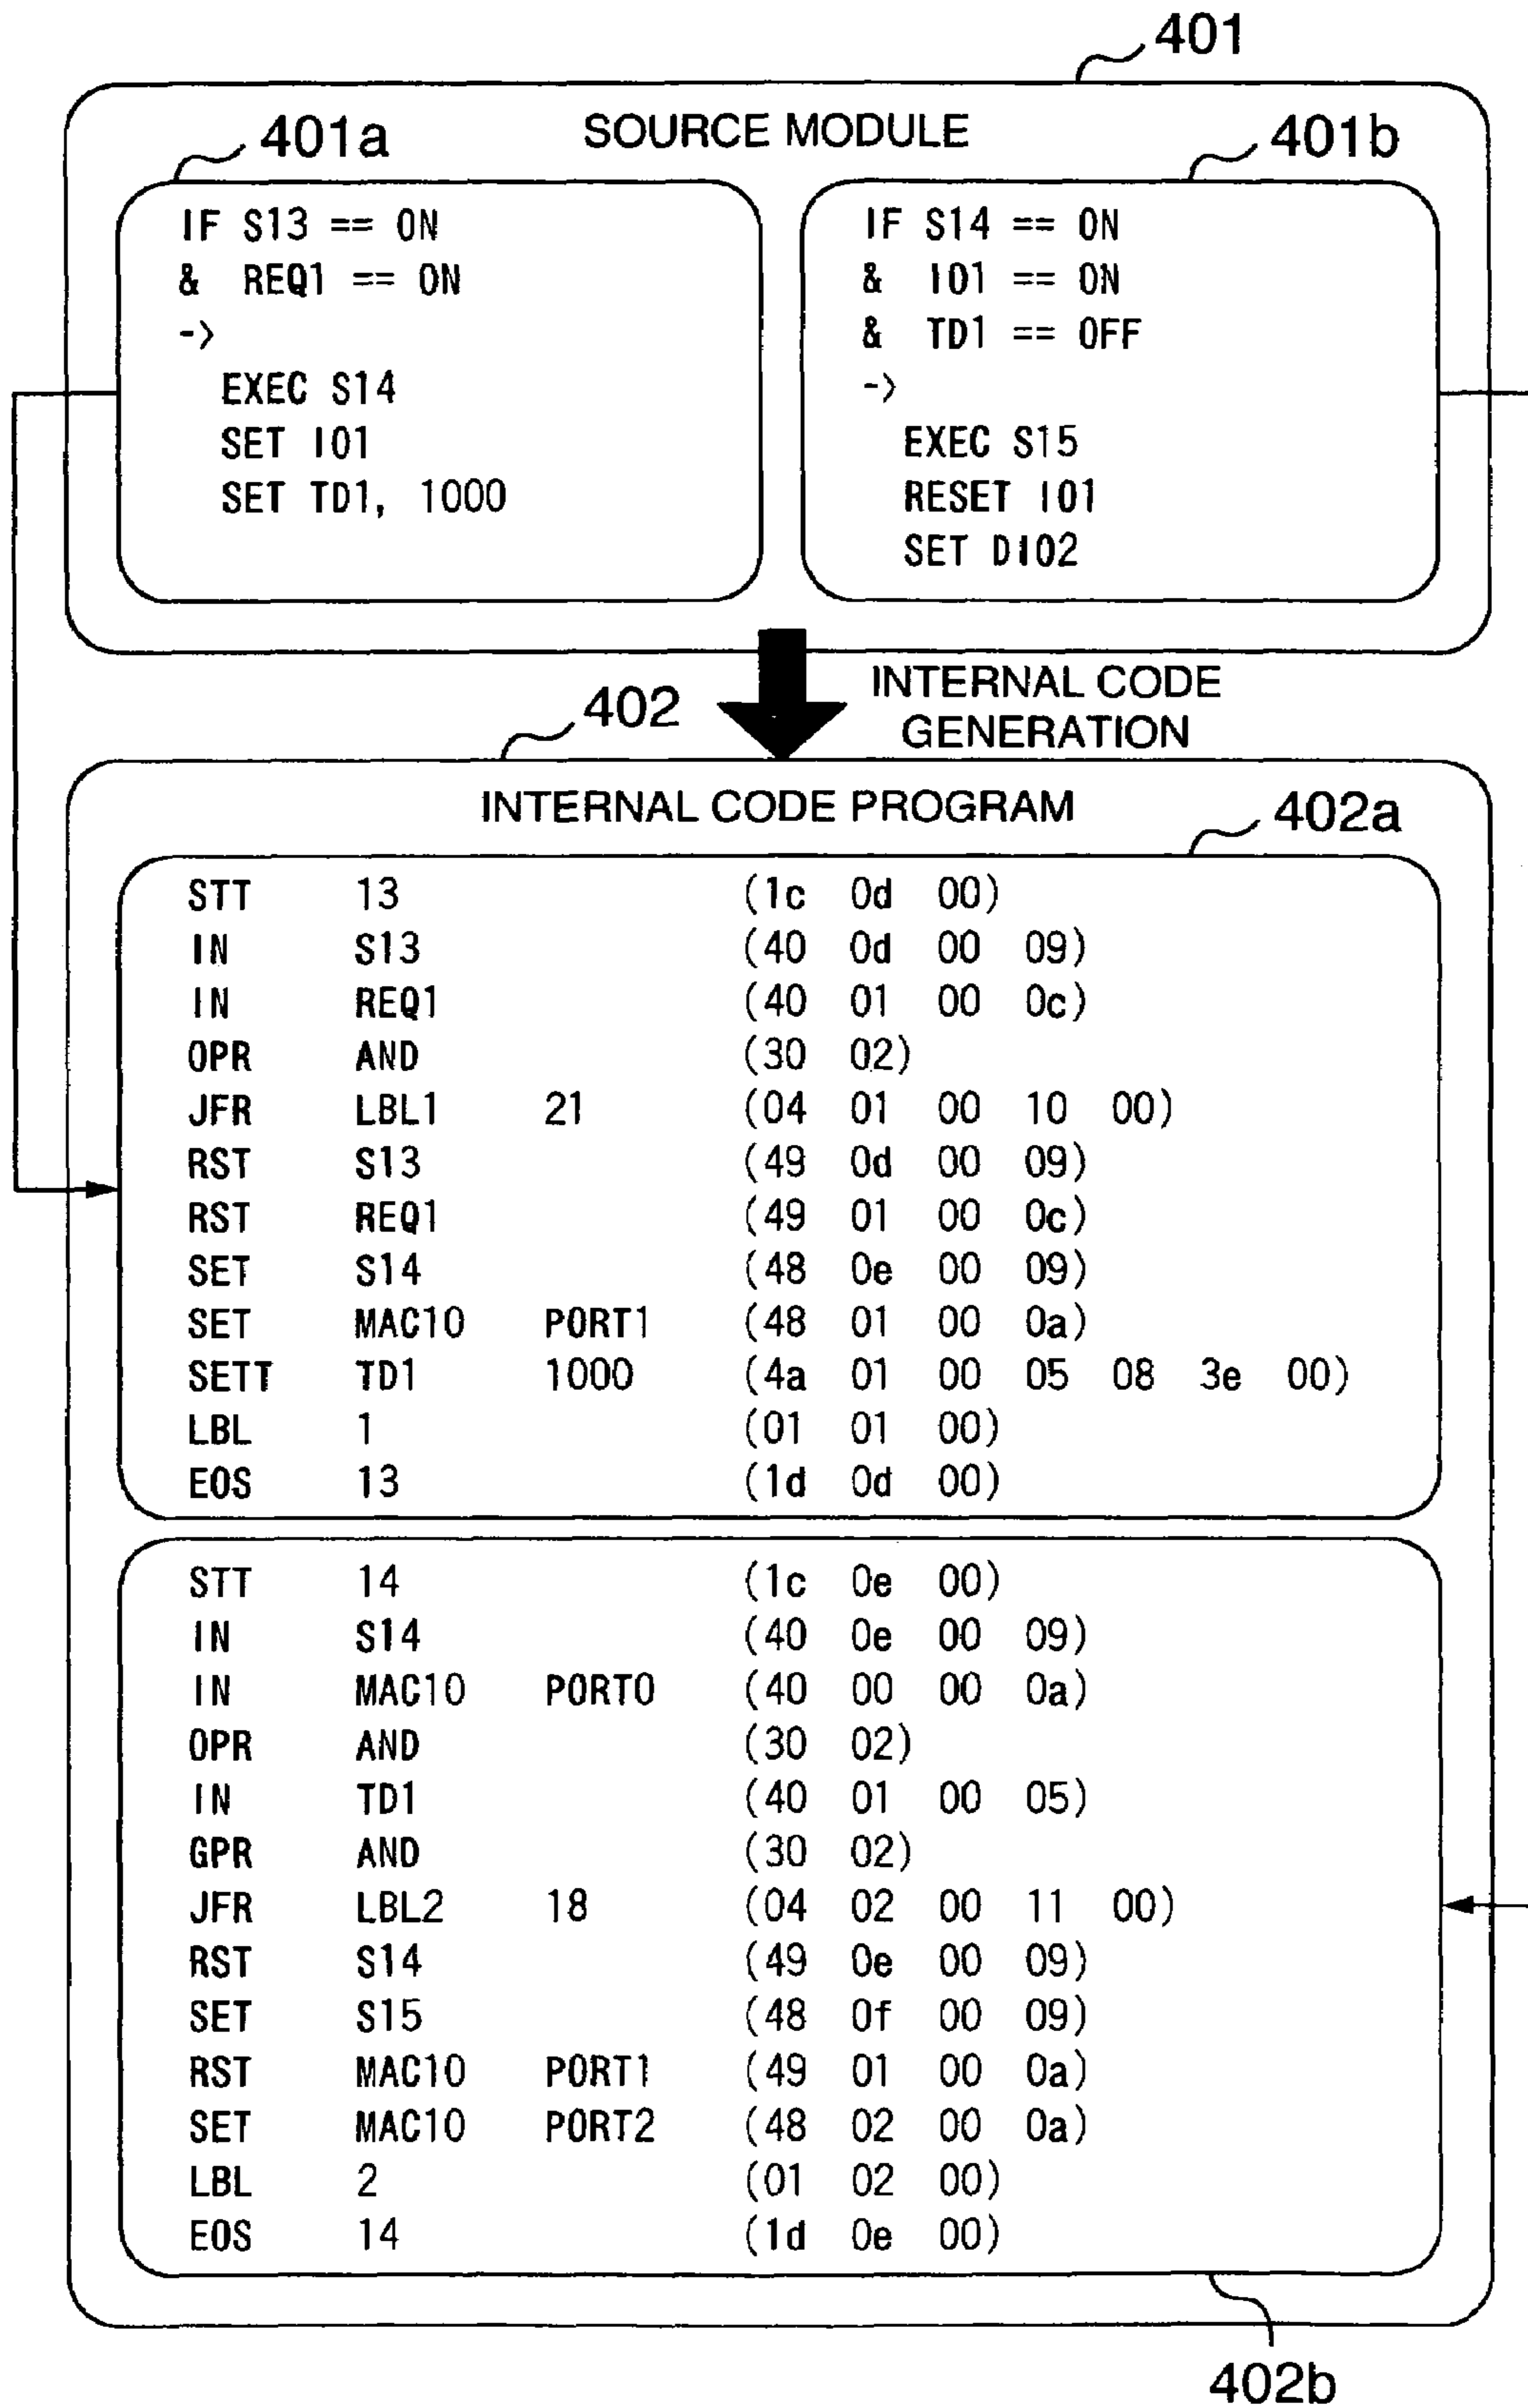 401
SOURCE MODULE
401a
IF S13 == ON
& REQ1 == ON
->
EXEC S14
SET I01
SET TD1, 1000
401b
IF S14 == ON
& I01 == ON
& TD1 == OFF
->
EXEC S15
RESET I01
SET DI02
INTERNAL CODE
GENERATION
402
INTERNAL CODE PROGRAM
402a
STT 13 (1c 0d 00)
IN S13 (40 0d 00 09)
IN REQ1 (40 01 00 0c)
OPR AND (30 02)
JFR LBL1 21 (04 01 00 10 00)
RST S13 (49 0d 00 09)
RST REQ1 (49 01 00 0c)
SET S14 (48 0e 00 09)
SET MAC10 PORT1 (48 01 00 0a)
SETT TD1 1000 (4a 01 00 05 08 3e 00)
LBL 1 (01 01 00)
EOS 13 (1d 0d 00)
STT 14 (1c 0e 00)
IN S14 (40 0e 00 09)
IN MAC10 PORT0 (40 00 00 0a)
OPR AND (30 02)
IN TD1 (40 01 00 05)
GPR AND (30 02)
JFR LBL2 18 (04 02 00 11 00)
RST S14 (49 0e 00 09)
SET S15 (48 0f 00 09)
RST MAC10 PORT1 (49 01 00 0a)
SET MAC10 PORT2 (48 02 00 0a)
LBL 2 (01 02 00)
EOS 14 (1d 0e 00)
402b